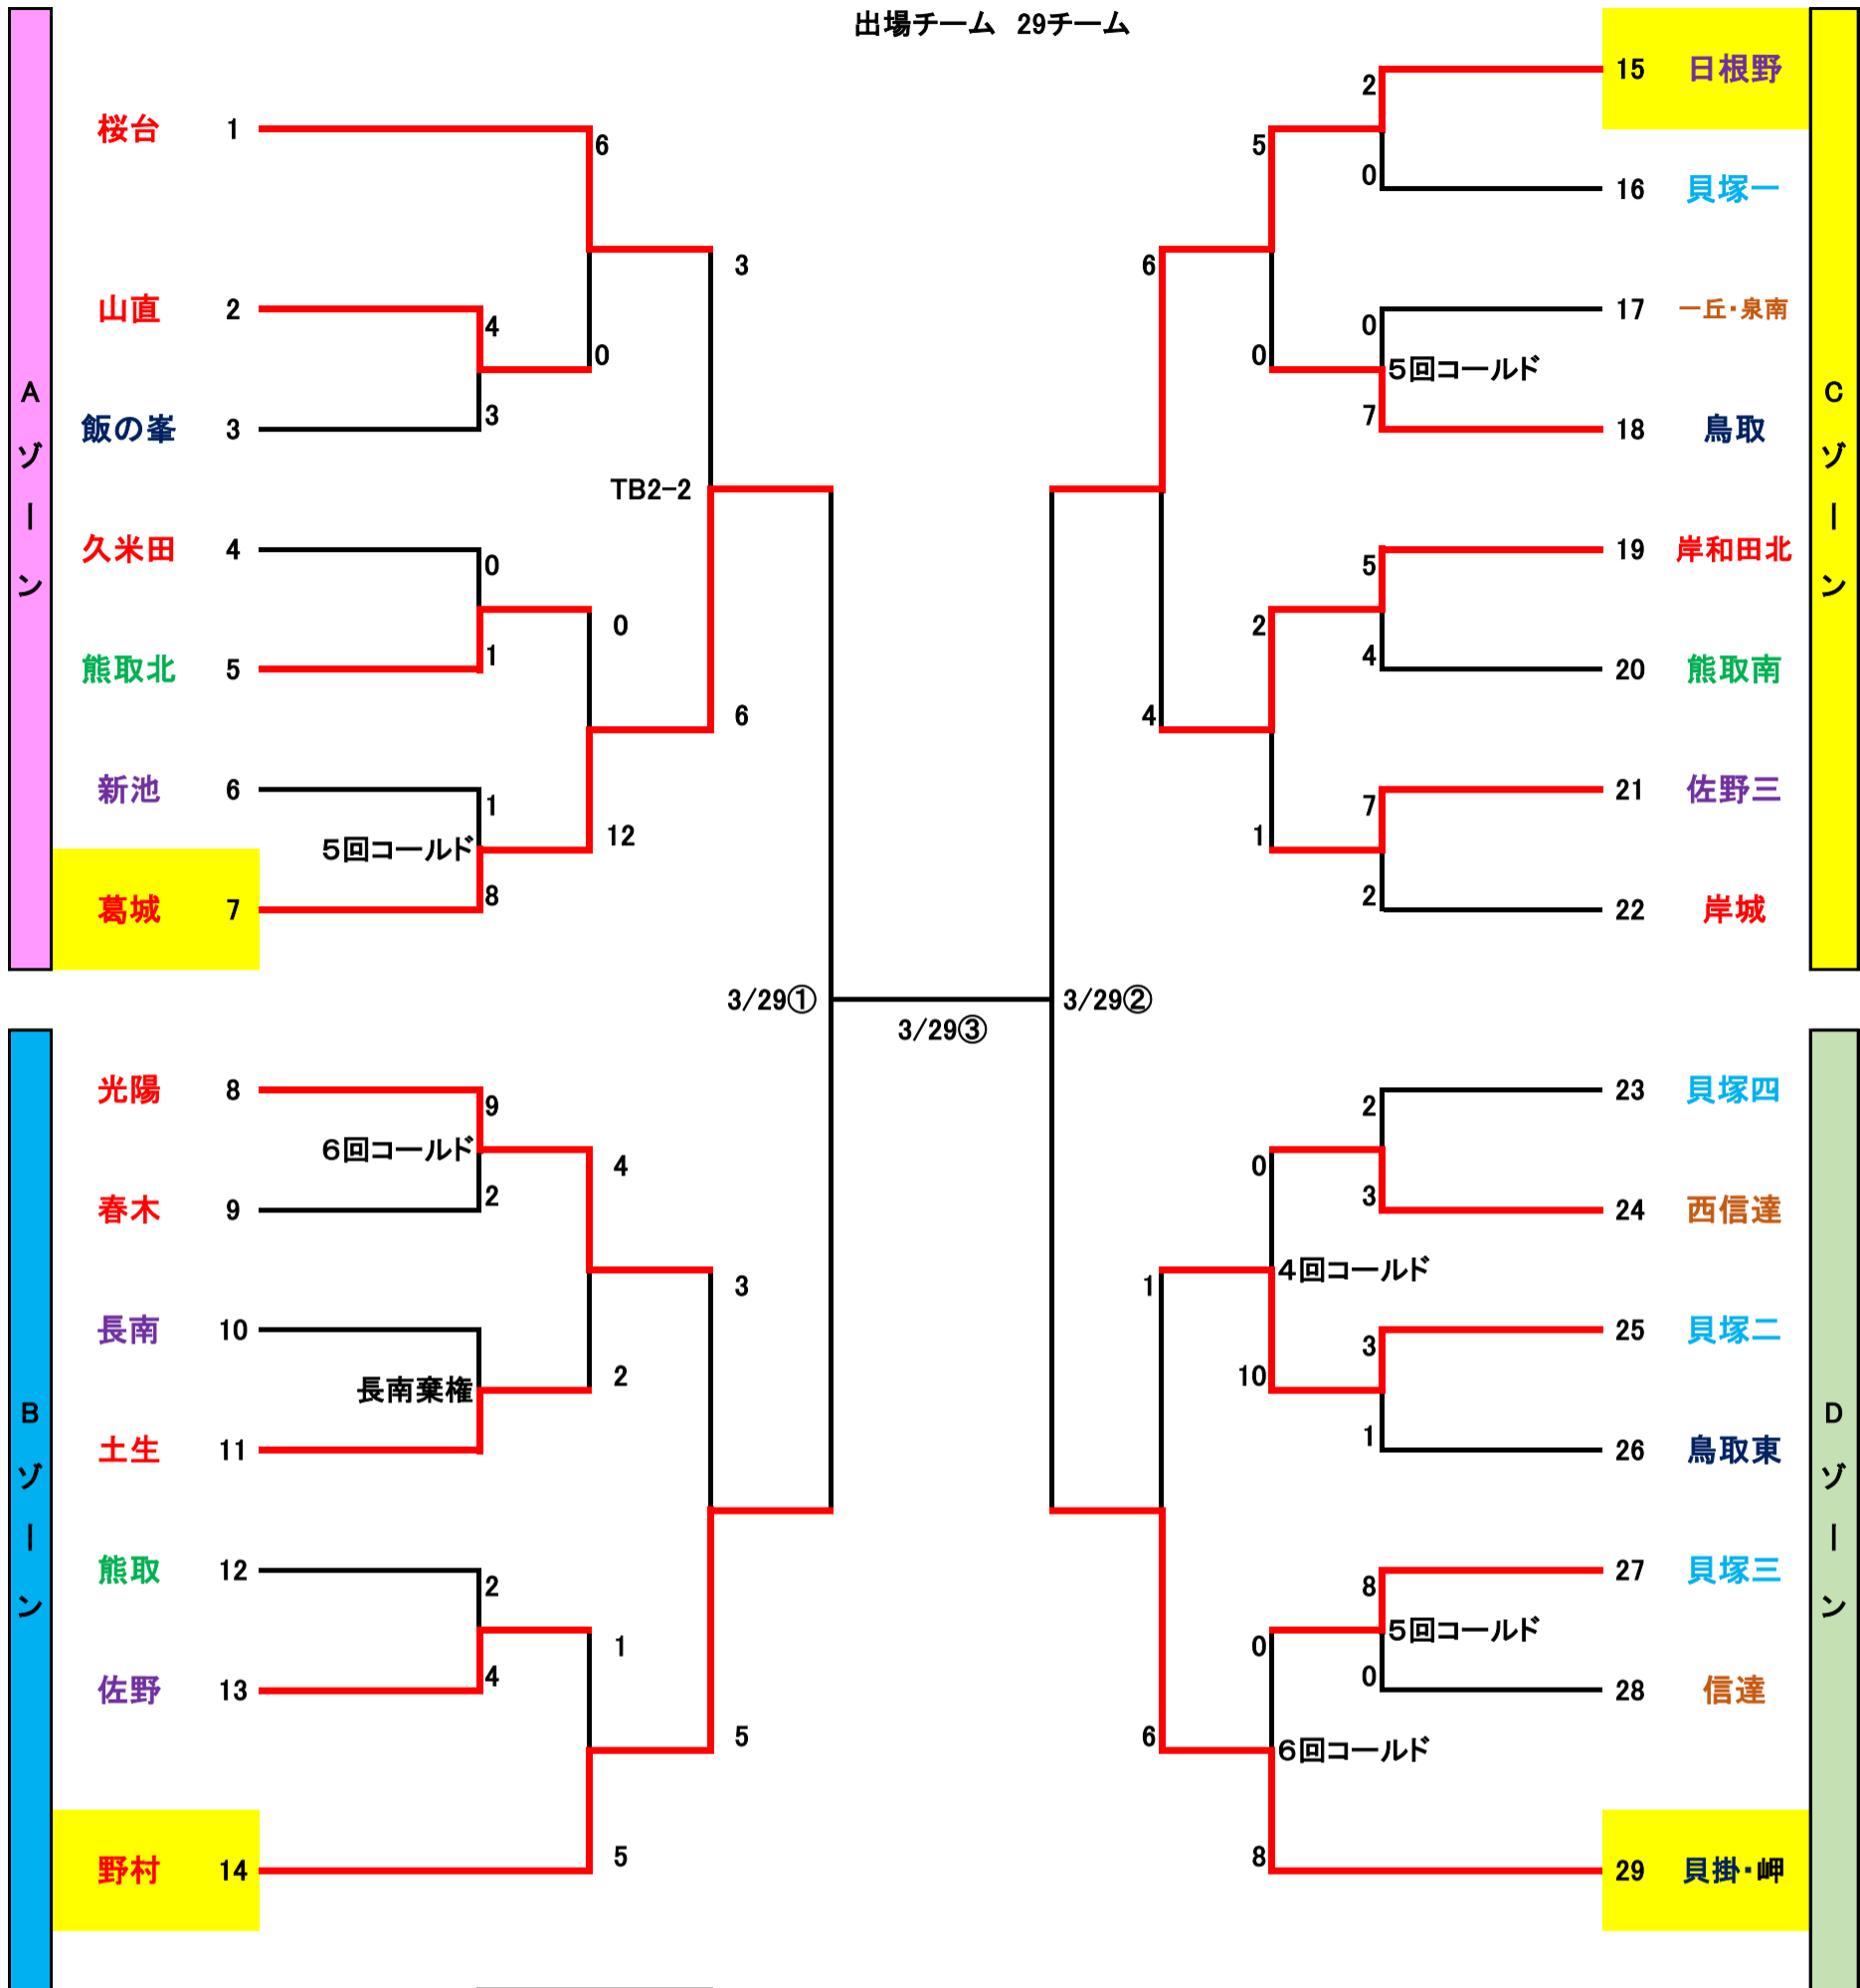 出場チーム 29チーム
Aゾーン
桜台 1
6
山直 2
4
0
3
飯の峯 3
3
TB2-2
久米田 4
0
熊取北 5
1
0
6
新池 6
1
5回コールド
12
葛城 7
8
Bゾーン
光陽 8
9
6回コールド
4
春木 9
2
3
長南 10
長南棄権
2
土生 11
熊取 12
2
1
佐野 13
4
5
野村 14
5
3/29①
3/29③
3/29②
Cゾーン
15 日根野
2
5
0
16 貝塚一
6
17 一丘・泉南
0
0
5回コールド
7
18 鳥取
19 岸和田北
5
2
4
20 熊取南
4
21 佐野三
7
1
2
22 岸城
Dゾーン
23 貝塚四
2
0
3
24 西信達
4回コールド
1
25 貝塚二
3
10
1
26 鳥取東
27 貝塚三
8
5回コールド
0
0
28 信達
6
6回コールド
8
29 貝掛・岬